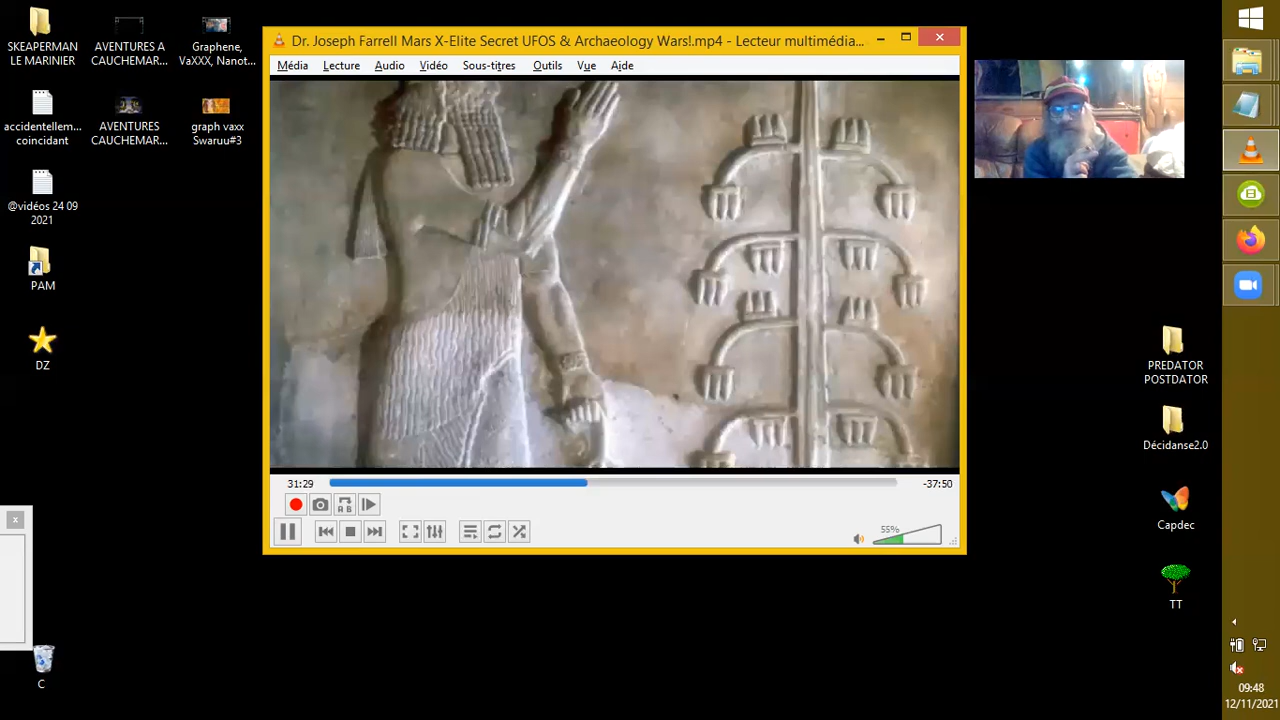 SKEAPERMAN
LE MARINIER
AVENTURES A
CAUCHEMAR...
Graphene,
VaXXX, Nanot...
accidentellem...
coincidant
AVENTURES
CAUCHEMAR...
graph vaxx
Swaruu#3
@vidéos 24 09
2021
PAM
DZ
x
C
Dr. Joseph Farrell Mars X-Elite Secret UFOS & Archaeology Wars!.mp4 - Lecteur multimédia...
Média Lecture Audio Vidéo Sous-titres Outils Vue Aide
31:29
-37:50
A B
55%
PREDATOR
POSTDATOR
Décidanse2.0
Capdec
TT
09:48
12/11/2021